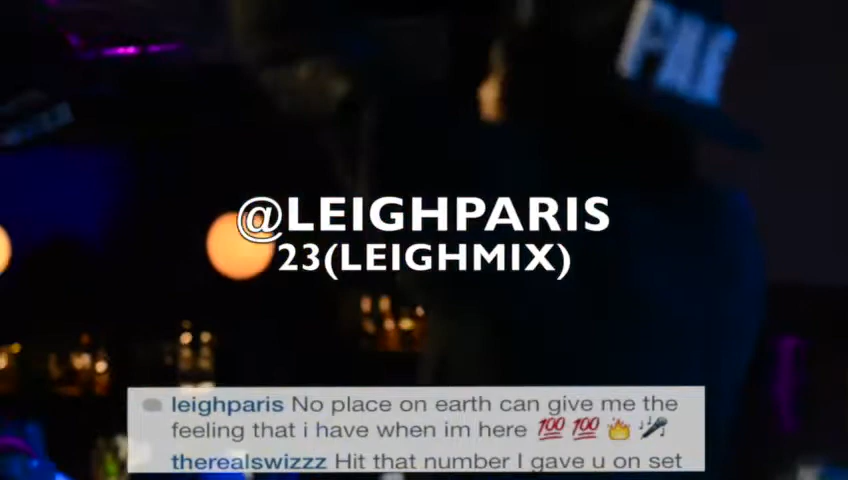 @LEIGHPARIS
23(LEIGHMIX)
leighparis No place on earth can give me the
feeling that i have when im here 💯 💯 🔥 🎤
therealswizzz Hit that number I gave u on set